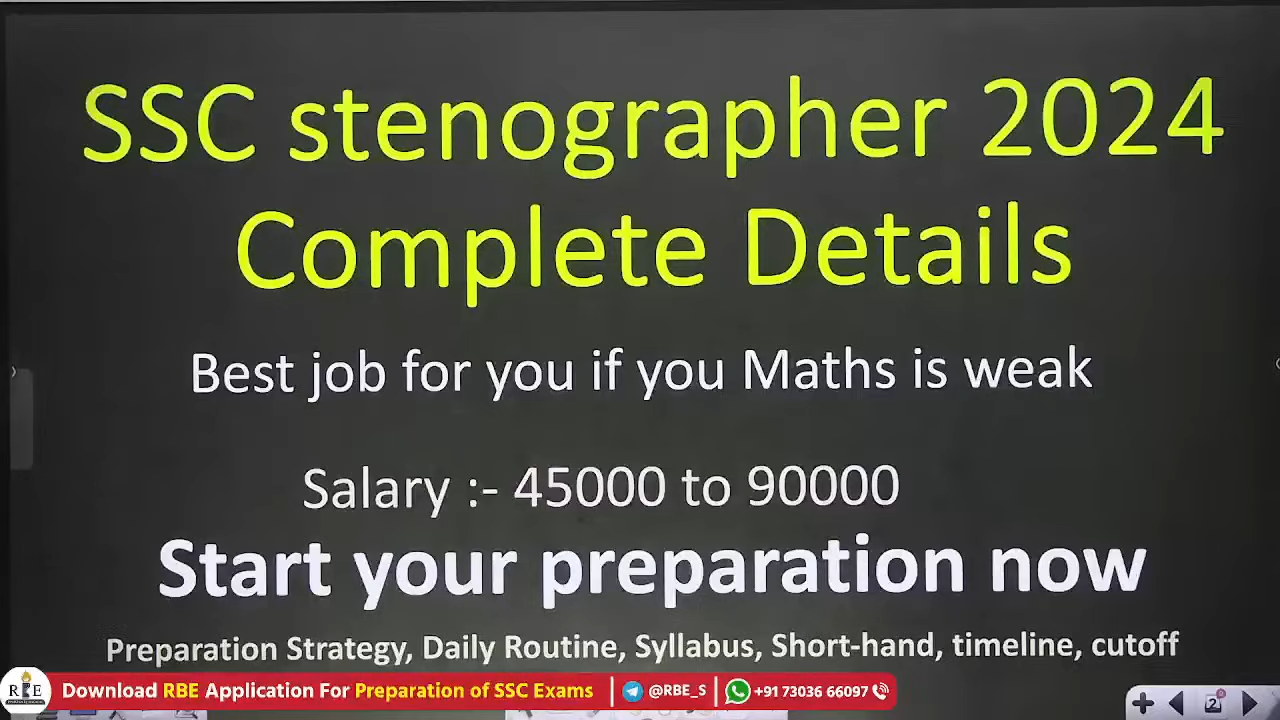 SSC stenographer 2024
Complete Details
Best job for you if you Maths is weak
Salary :- 45000 to 90000
Start your preparation now
Preparation Strategy, Daily Routine, Syllabus, Short-hand, timeline, cutoff
RBE
Download RBE Application For Preparation of SSC Exams | @RBE_S | +91 73036 66097
2